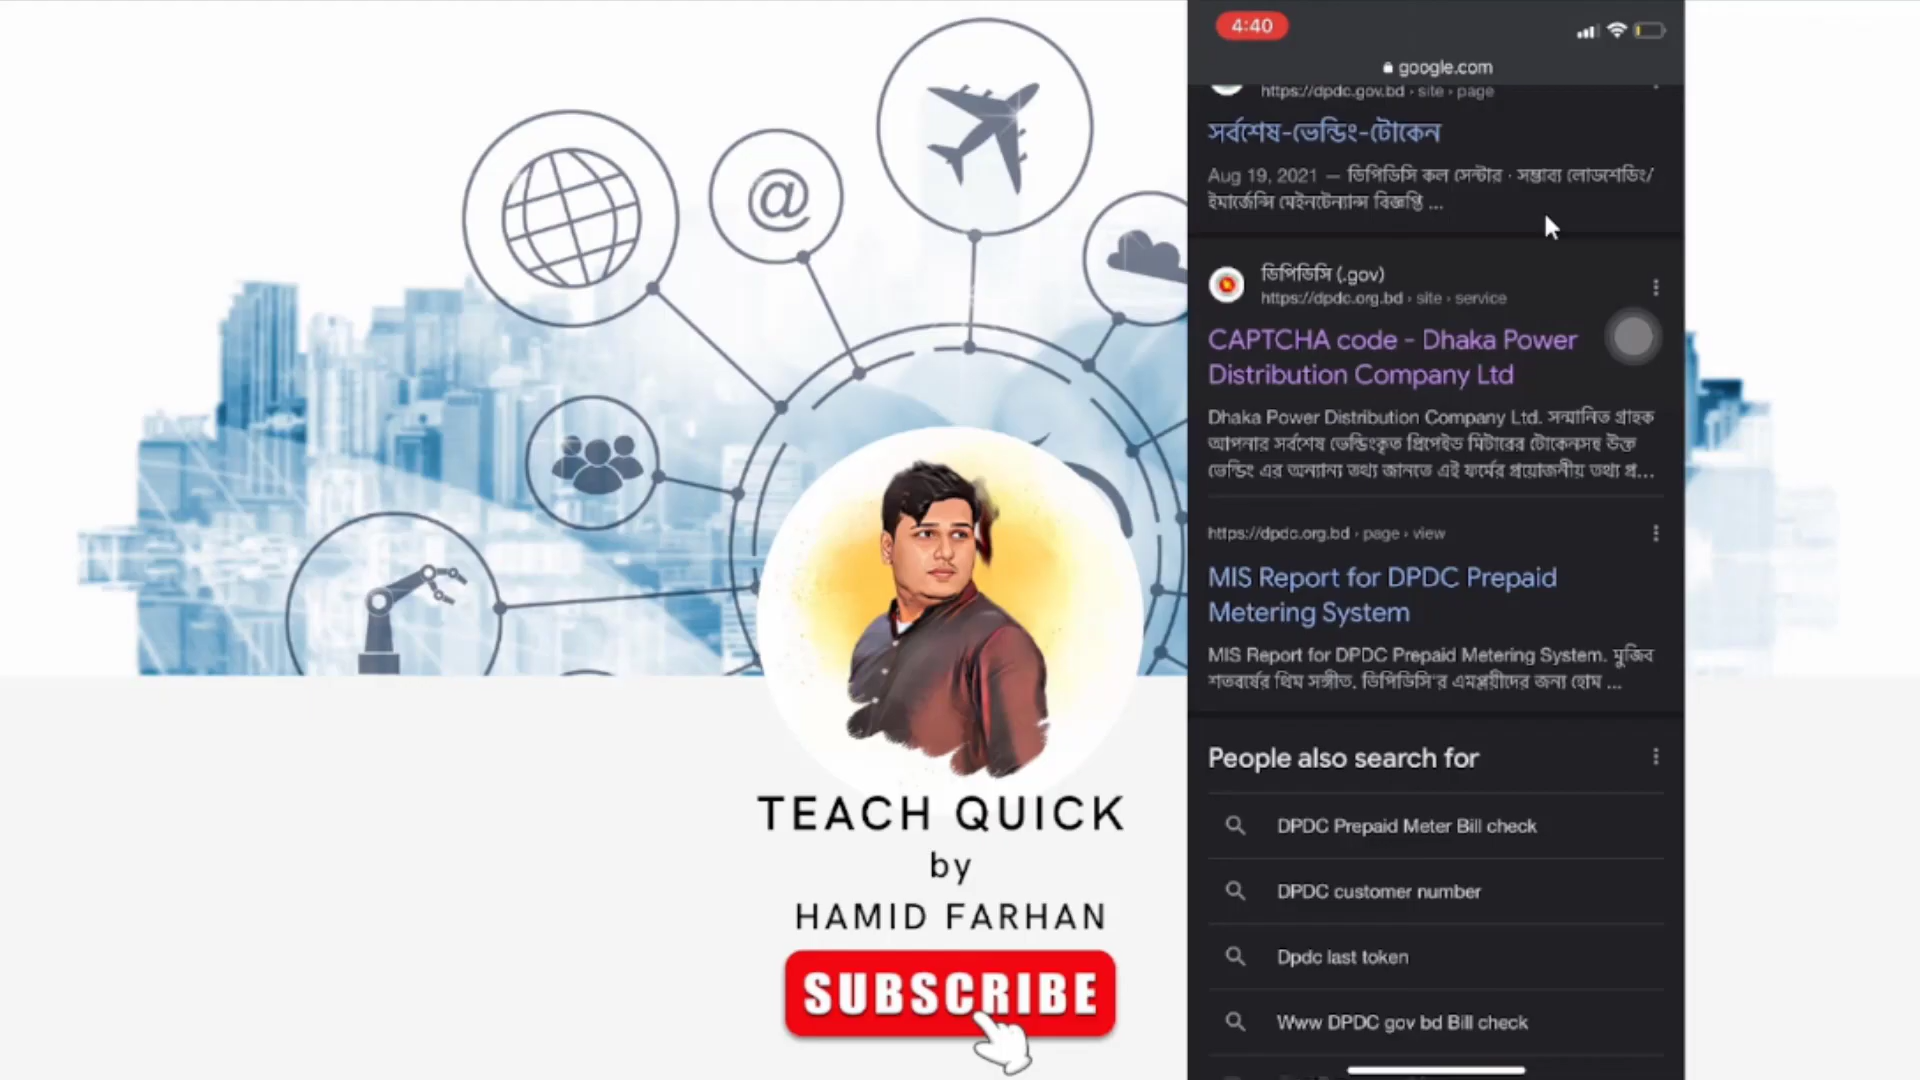 @
TEACH QUICK
by
HAMID FARHAN
SUBSCRIBE
4:40
google.com
https://dpdc.gov.bd › site › page
সর্বশেষ-ভেন্ডিং-টোকেন
Aug 19, 2021 — ডিপিডিসি কল সেন্টার · সম্ভাব্য লোডশেডিং/
ইমার্জেন্সি মেইনটেন্যান্স বিজ্ঞপ্তি ...
ডিপিডিসি (.gov)
https://dpdc.org.bd › site › service
CAPTCHA code - Dhaka Power
Distribution Company Ltd
Dhaka Power Distribution Company Ltd. সন্মানিত গ্রাহক
আপনার সর্বশেষ ভেন্ডিংকৃত প্রিপেইড মিটারের টোকেনসহ উক্ত
ভেন্ডিং এর অন্যান্য তথ্য জানতে এই ফর্মের প্রয়োজনীয় তথ্য প্র...
https://dpdc.org.bd › page › view
MIS Report for DPDC Prepaid
Metering System
MIS Report for DPDC Prepaid Metering System. মুজিব
শতবর্ষের থিম সঙ্গীত. ডিপিডিসি'র এমপ্লয়ীদের জন্য হোম ...
People also search for
DPDC Prepaid Meter Bill check
DPDC customer number
Dpdc last token
Www DPDC gov bd Bill check